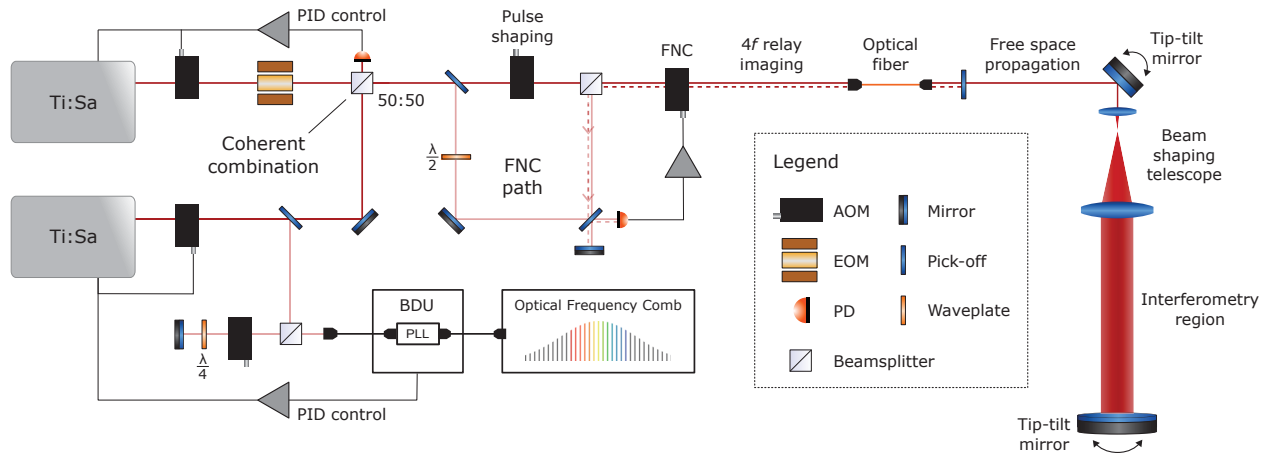 PID control
Ti:Sa
50:50
Coherent
combination
Pulse
shaping
λ
2
FNC
path
FNC
4f relay
imaging
Optical
fiber
Free space
propagation
Tip-tilt
mirror
Beam
shaping
telescope
Interferometry
region
Tip-tilt
mirror
Ti:Sa
λ
4
BDU
PLL
Optical Frequency Comb
PID control
Legend
AOM
Mirror
EOM
Pick-off
PD
Waveplate
Beamsplitter